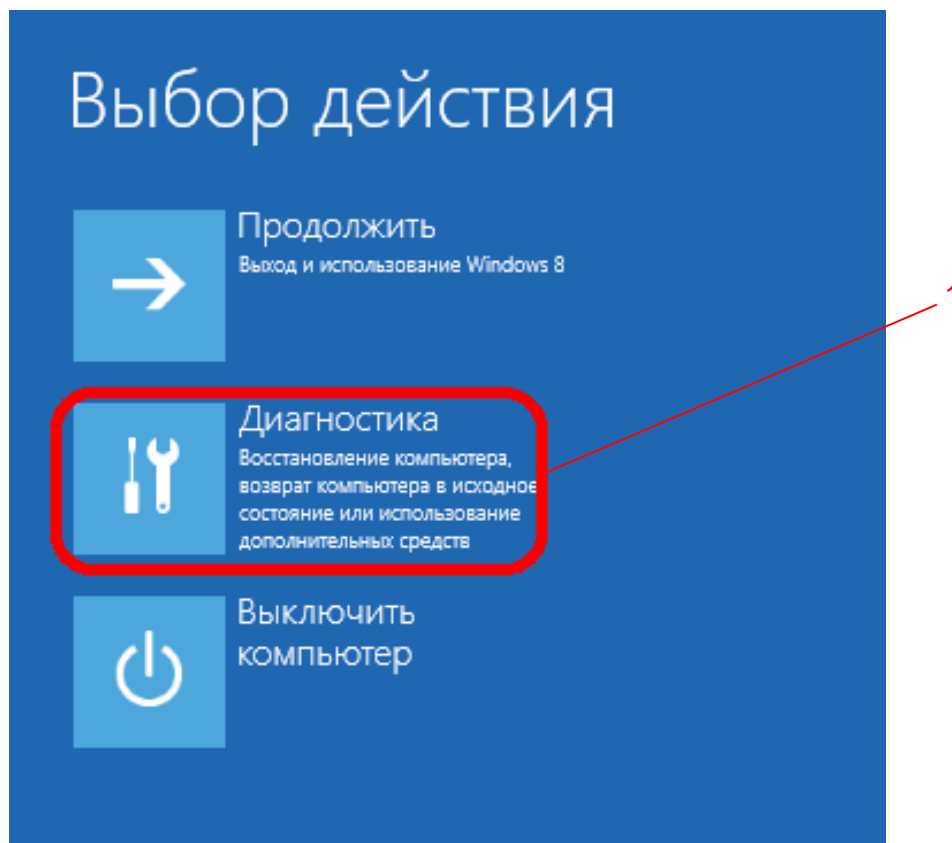 Выбор действия
Продолжить
Выход и использование Windows 8
Диагностика
Восстановление компьютера,
возврат компьютера в исходное
состояние или использование
дополнительных средств
Выключить
компьютер